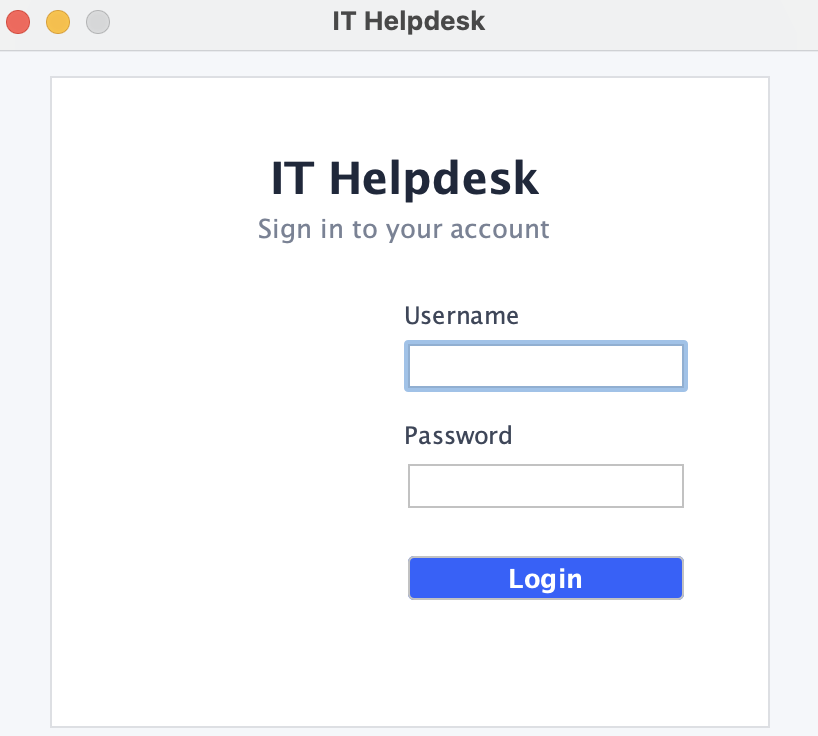 IT Helpdesk
IT Helpdesk
Sign in to your account
Username
Password
Login